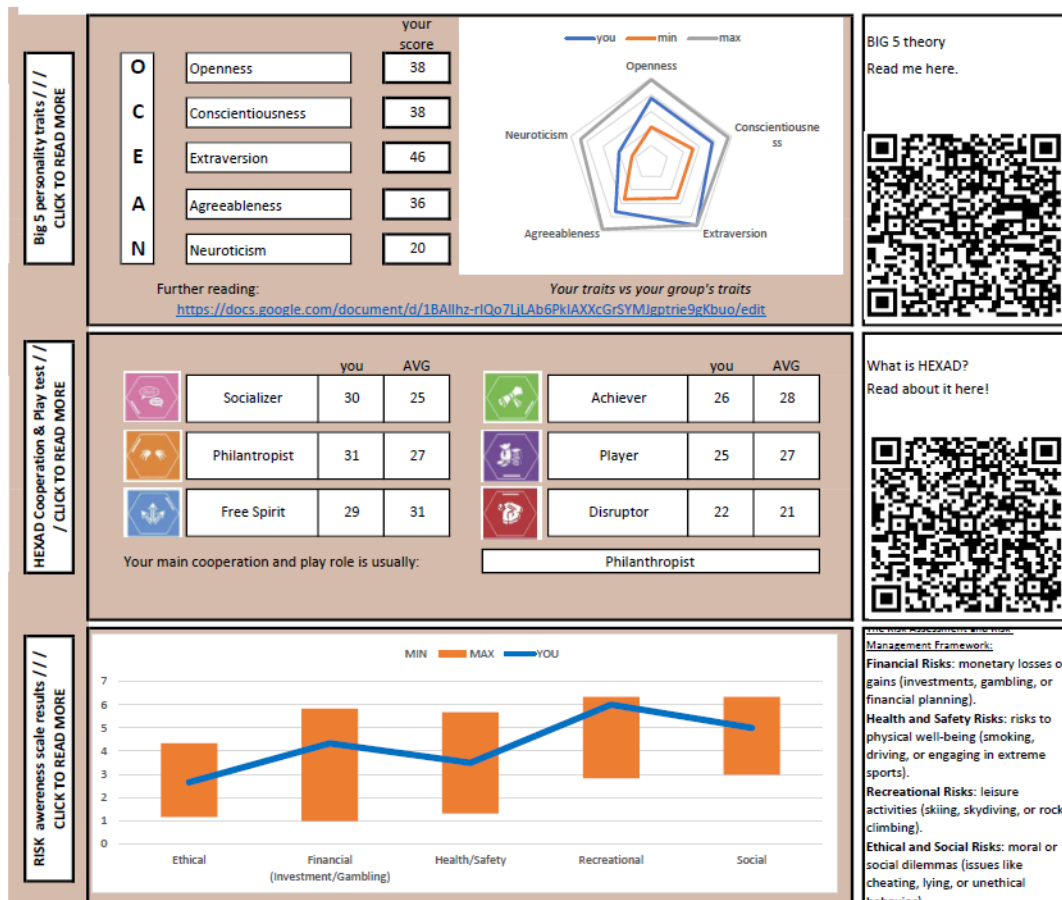 Big 5 personality traits / / /
CLICK TO READ MORE
your
score
O
Openness
38
C
Conscientiousness
38
E
Extraversion
46
A
Agreeableness
36
N
Neuroticism
20
you
min
max
Openness
Conscientiousne
ss
Extraversion
Agreeableness
Neuroticism
Further reading:
Your traits vs your group's traits
BIG 5 theory
Read me here.
HEXAD Cooperation & Play test / /
/ CLICK TO READ MORE
you AVG
Socializer 30 25
Philantropist 31 27
Free Spirit 29 31
you AVG
Achiever 26 28
Player 25 27
Disruptor 22 21
Your main cooperation and play role is usually:
Philanthropist
What is HEXAD?
Read about it here!
RISK awereness scale results / / /
CLICK TO READ MORE
MIN MAX YOU
7
6
5
4
3
2
1
0
Ethical
Financial
(Investment/Gambling)
Health/Safety
Recreational
Social
Management Framework:
Financial Risks: monetary losses o
gains (investments, gambling, or
financial planning).
Health and Safety Risks: risks to
physical well-being (smoking,
driving, or engaging in extreme
sports).
Recreational Risks: leisure
activities (skiing, skydiving, or rock
climbing).
Ethical and Social Risks: moral or
social dilemmas (issues like
cheating, lying, or unethical